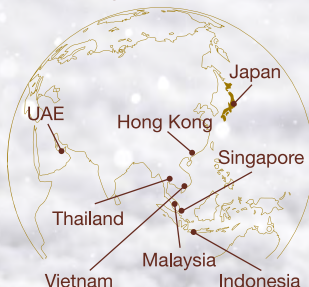 Japan
UAE
Hong Kong
Singapore
Thailand
Malaysia
Vietnam
Indonesia